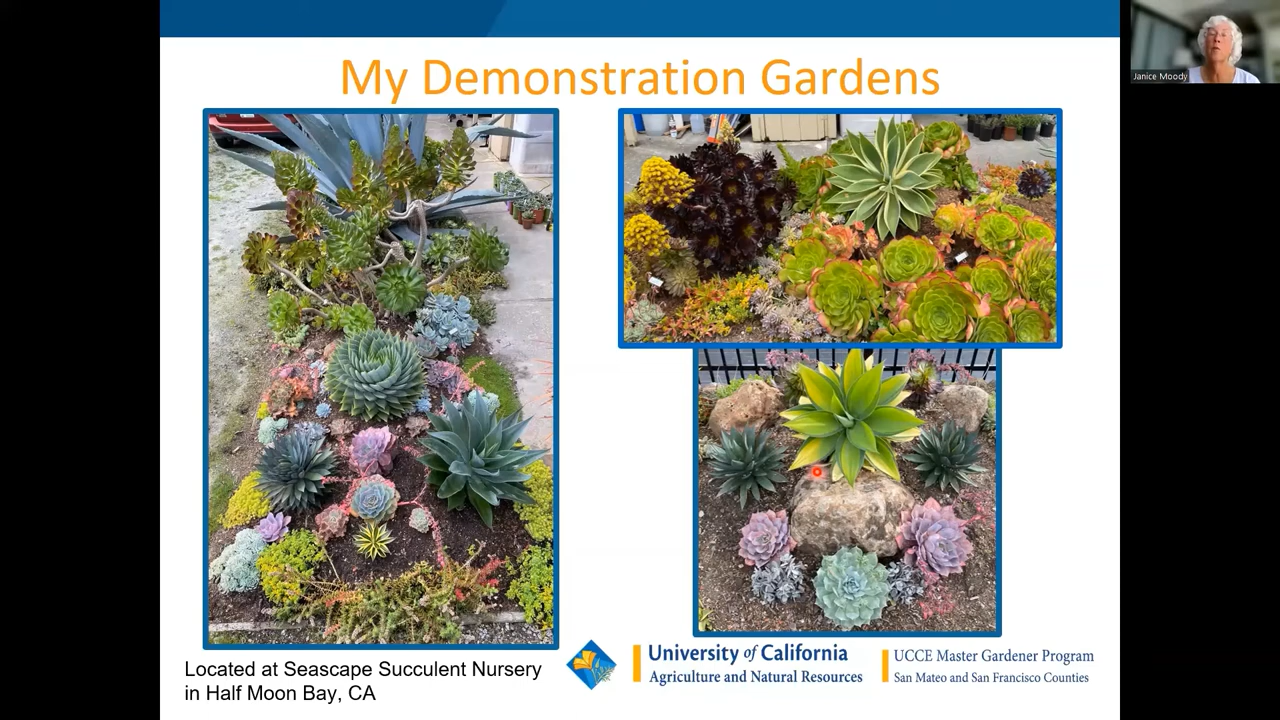 My Demonstration Gardens
Janice Moody
Located at Seascape Succulent Nursery
in Half Moon Bay, CA
University of California
Agriculture and Natural Resources
UCCE Master Gardener Program
San Mateo and San Francisco Counties